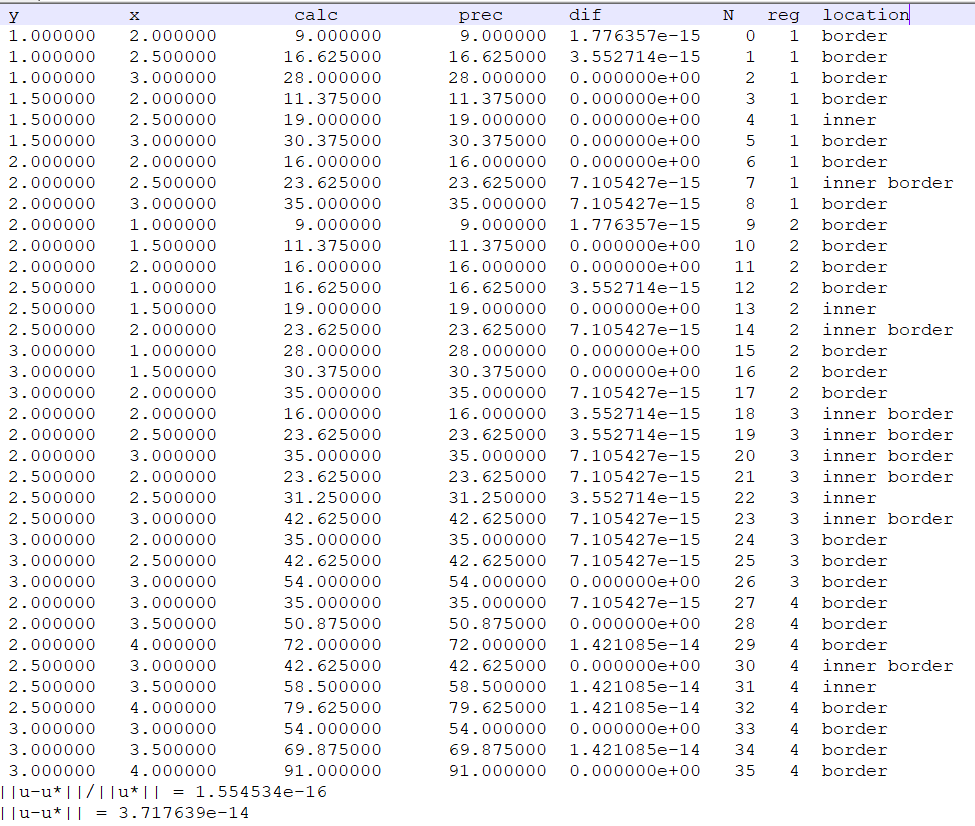 y x calc prec dif N reg location
1.000000 2.000000 9.000000 9.000000 1.776357e-15 0 1 border
1.000000 2.500000 16.625000 16.625000 3.552714e-15 1 1 border
1.000000 3.000000 28.000000 28.000000 0.000000e+00 2 1 border
1.500000 2.000000 11.375000 11.375000 0.000000e+00 3 1 border
1.500000 2.500000 19.000000 19.000000 0.000000e+00 4 1 inner
1.500000 3.000000 30.375000 30.375000 0.000000e+00 5 1 border
2.000000 2.000000 16.000000 16.000000 0.000000e+00 6 1 border
2.000000 2.500000 23.625000 23.625000 7.105427e-15 7 1 inner border
2.000000 3.000000 35.000000 35.000000 7.105427e-15 8 1 border
2.000000 1.000000 9.000000 9.000000 1.776357e-15 9 2 border
2.000000 1.500000 11.375000 11.375000 0.000000e+00 10 2 border
2.000000 2.000000 16.000000 16.000000 0.000000e+00 11 2 border
2.500000 1.000000 16.625000 16.625000 3.552714e-15 12 2 border
2.500000 1.500000 19.000000 19.000000 0.000000e+00 13 2 inner
2.500000 2.000000 23.625000 23.625000 7.105427e-15 14 2 inner border
3.000000 1.000000 28.000000 28.000000 0.000000e+00 15 2 border
3.000000 1.500000 30.375000 30.375000 0.000000e+00 16 2 border
3.000000 2.000000 35.000000 35.000000 7.105427e-15 17 2 border
2.000000 2.000000 16.000000 16.000000 3.552714e-15 18 3 inner border
2.000000 2.500000 23.625000 23.625000 3.552714e-15 19 3 inner border
2.000000 3.000000 35.000000 35.000000 7.105427e-15 20 3 inner border
2.500000 2.000000 23.625000 23.625000 7.105427e-15 21 3 inner border
2.500000 2.500000 31.250000 31.250000 3.552714e-15 22 3 inner
2.500000 3.000000 42.625000 42.625000 7.105427e-15 23 3 inner border
3.000000 2.000000 35.000000 35.000000 7.105427e-15 24 3 border
3.000000 2.500000 42.625000 42.625000 7.105427e-15 25 3 border
3.000000 3.000000 54.000000 54.000000 0.000000e+00 26 3 border
2.000000 3.000000 35.000000 35.000000 7.105427e-15 27 4 border
2.000000 3.500000 50.875000 50.875000 0.000000e+00 28 4 border
2.000000 4.000000 72.000000 72.000000 1.421085e-14 29 4 border
2.500000 3.000000 42.625000 42.625000 0.000000e+00 30 4 inner border
2.500000 3.500000 58.500000 58.500000 1.421085e-14 31 4 inner
2.500000 4.000000 79.625000 79.625000 1.421085e-14 32 4 border
3.000000 3.000000 54.000000 54.000000 0.000000e+00 33 4 border
3.000000 3.500000 69.875000 69.875000 1.421085e-14 34 4 border
3.000000 4.000000 91.000000 91.000000 0.000000e+00 35 4 border
||u-u*||/||u*|| = 1.554534e-16
||u-u*|| = 3.717639e-14